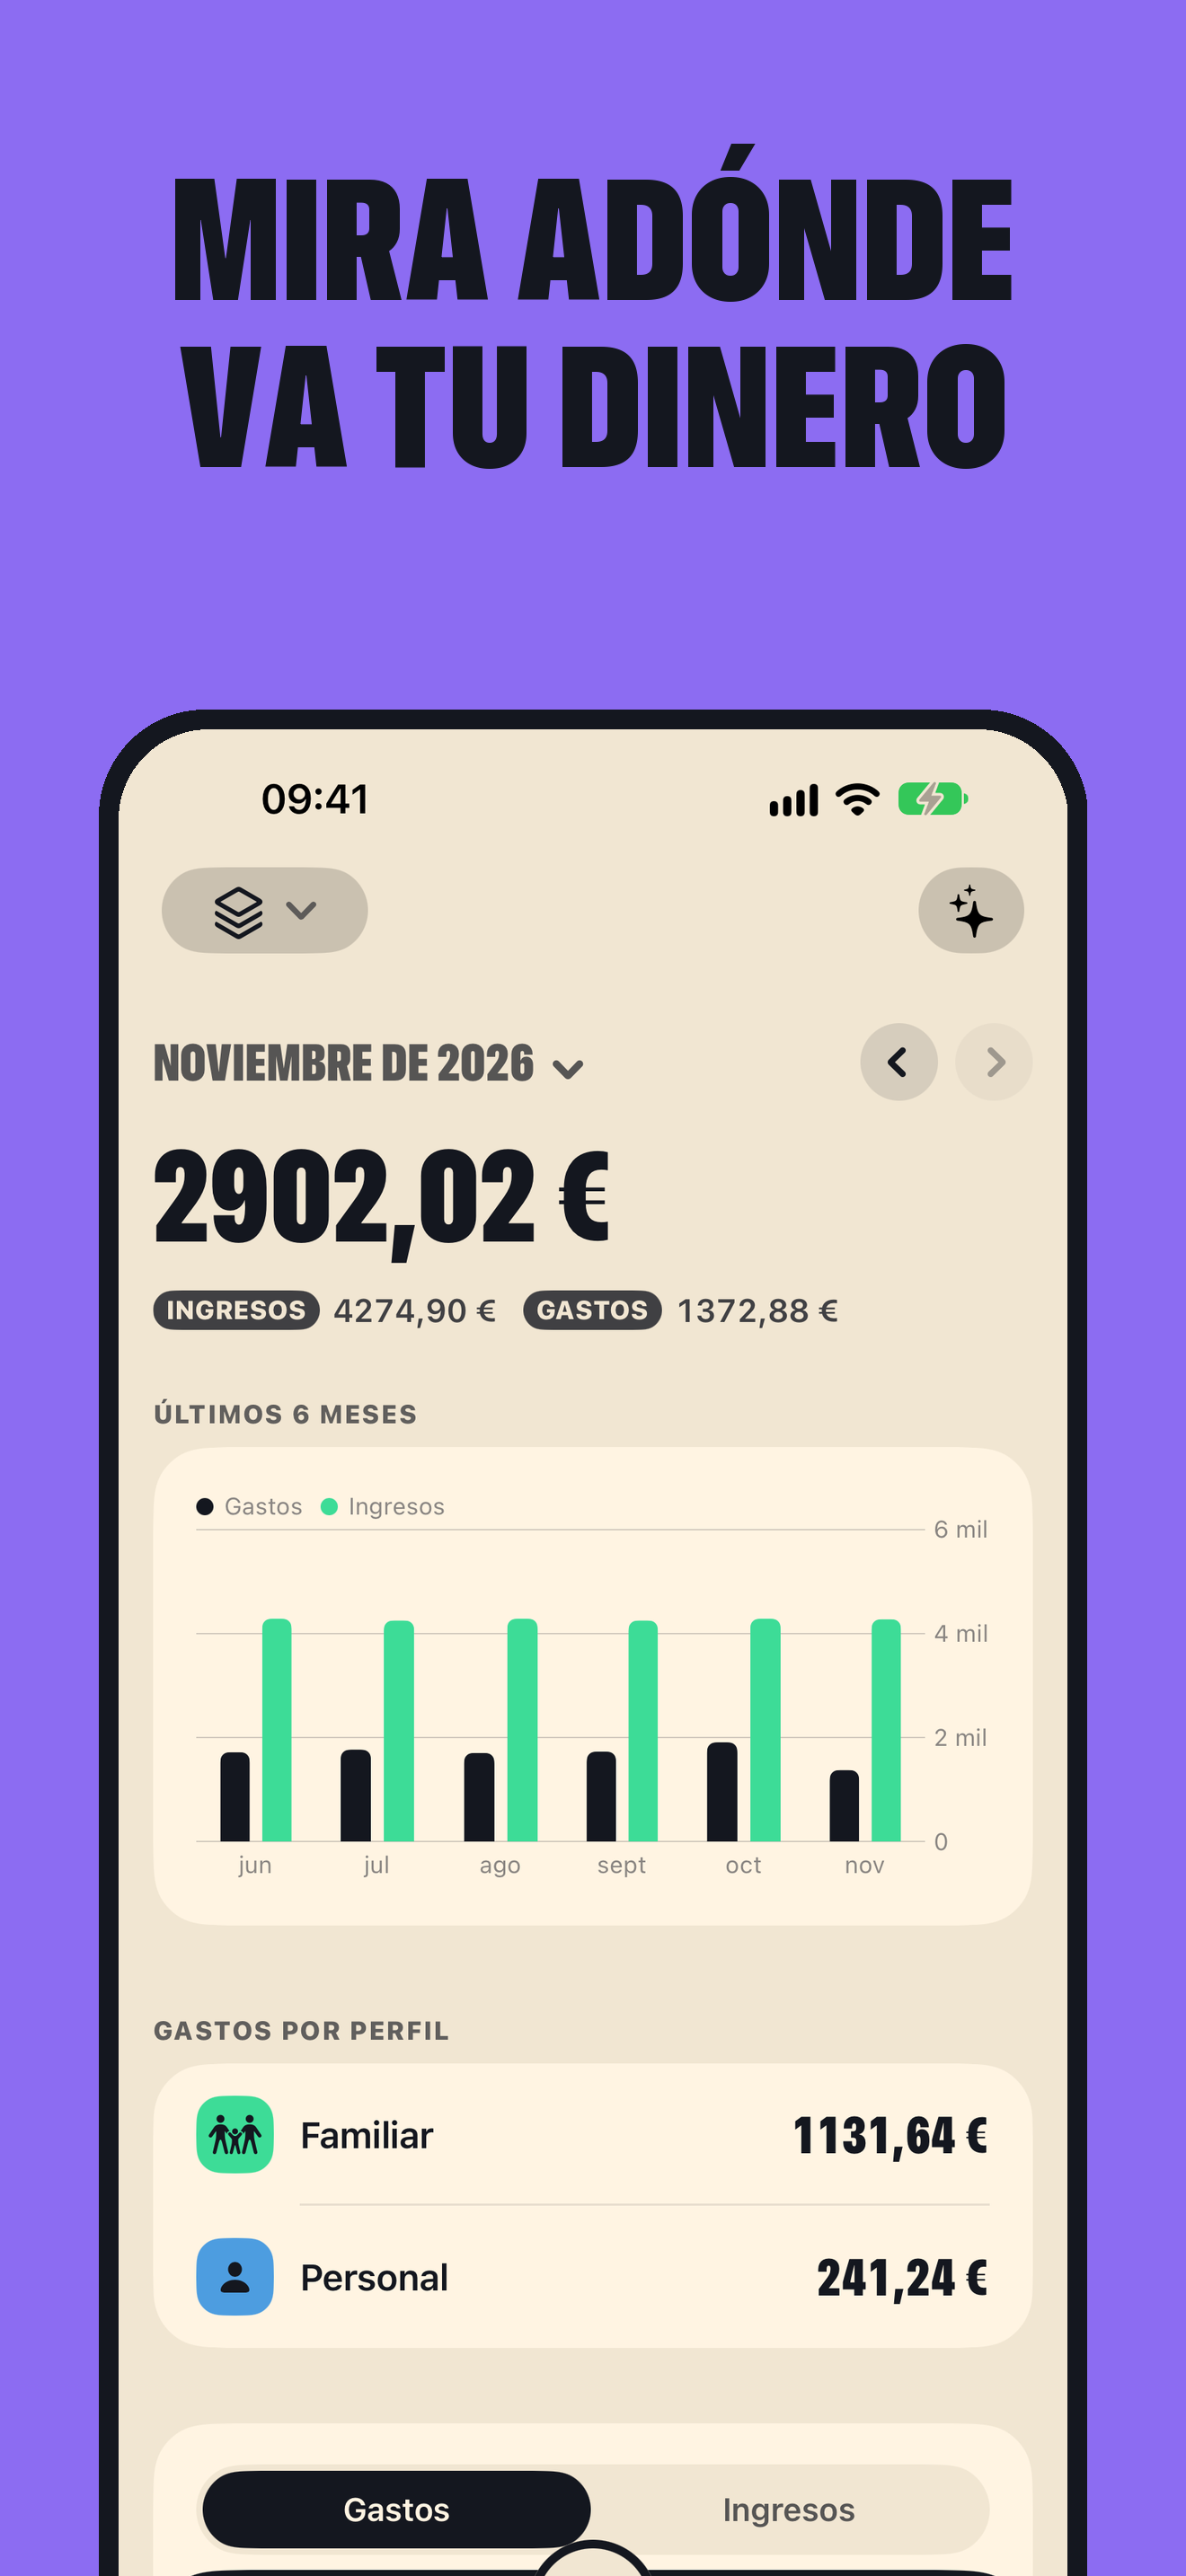 MIRA ADÓNDE
VA TU DINERO
09:41
NOVIEMBRE DE 2026
2902,02 €
INGRESOS 4274,90 € GASTOS 1372,88 €
ÚLTIMOS 6 MESES
Gastos Ingresos
6 mil
4 mil
2 mil
0
jun jul ago sept oct nov
GASTOS POR PERFIL
Familiar 1131,64 €
Personal 241,24 €
Gastos Ingresos